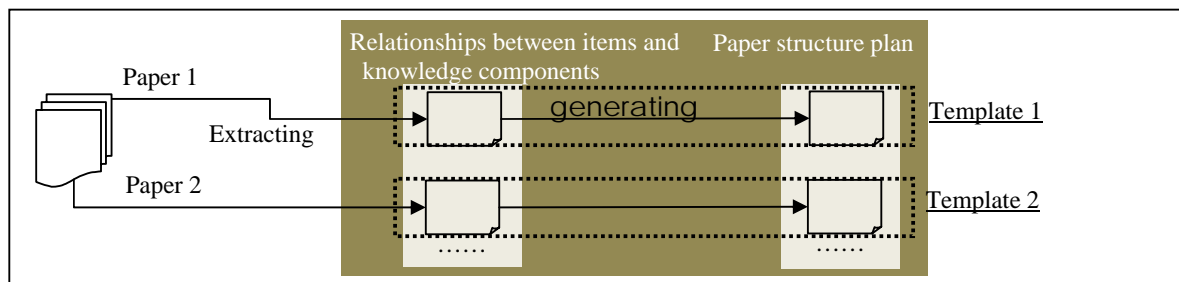 Relationships between items and
knowledge components
Paper structure plan
Paper 1
Extracting
generating
Template 1
Paper 2
Template 2
......
......